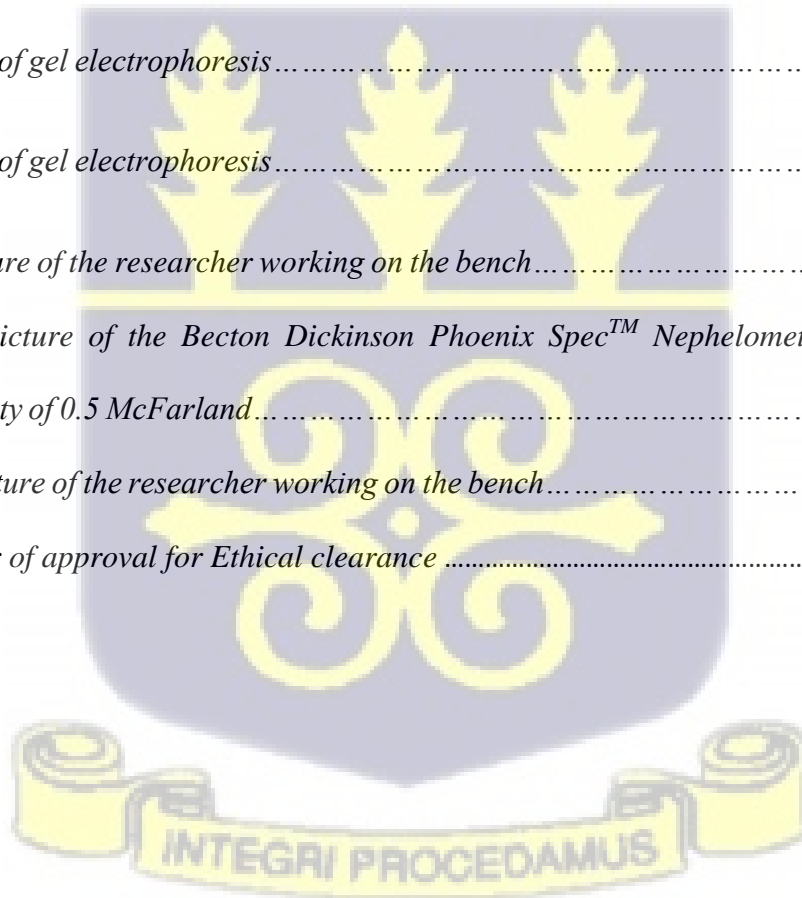 of gel electrophoresis……………………………………………………
of gel electrophoresis……………………………………………………
ure of the researcher working on the bench…………………………
icture of the Becton Dickinson Phoenix Spec™ Nephelomet
ty of 0.5 McFarland……………………………………………………
ture of the researcher working on the bench…………………………
of approval for Ethical clearance ................................................................
INTEGRI PROCEDAMUS